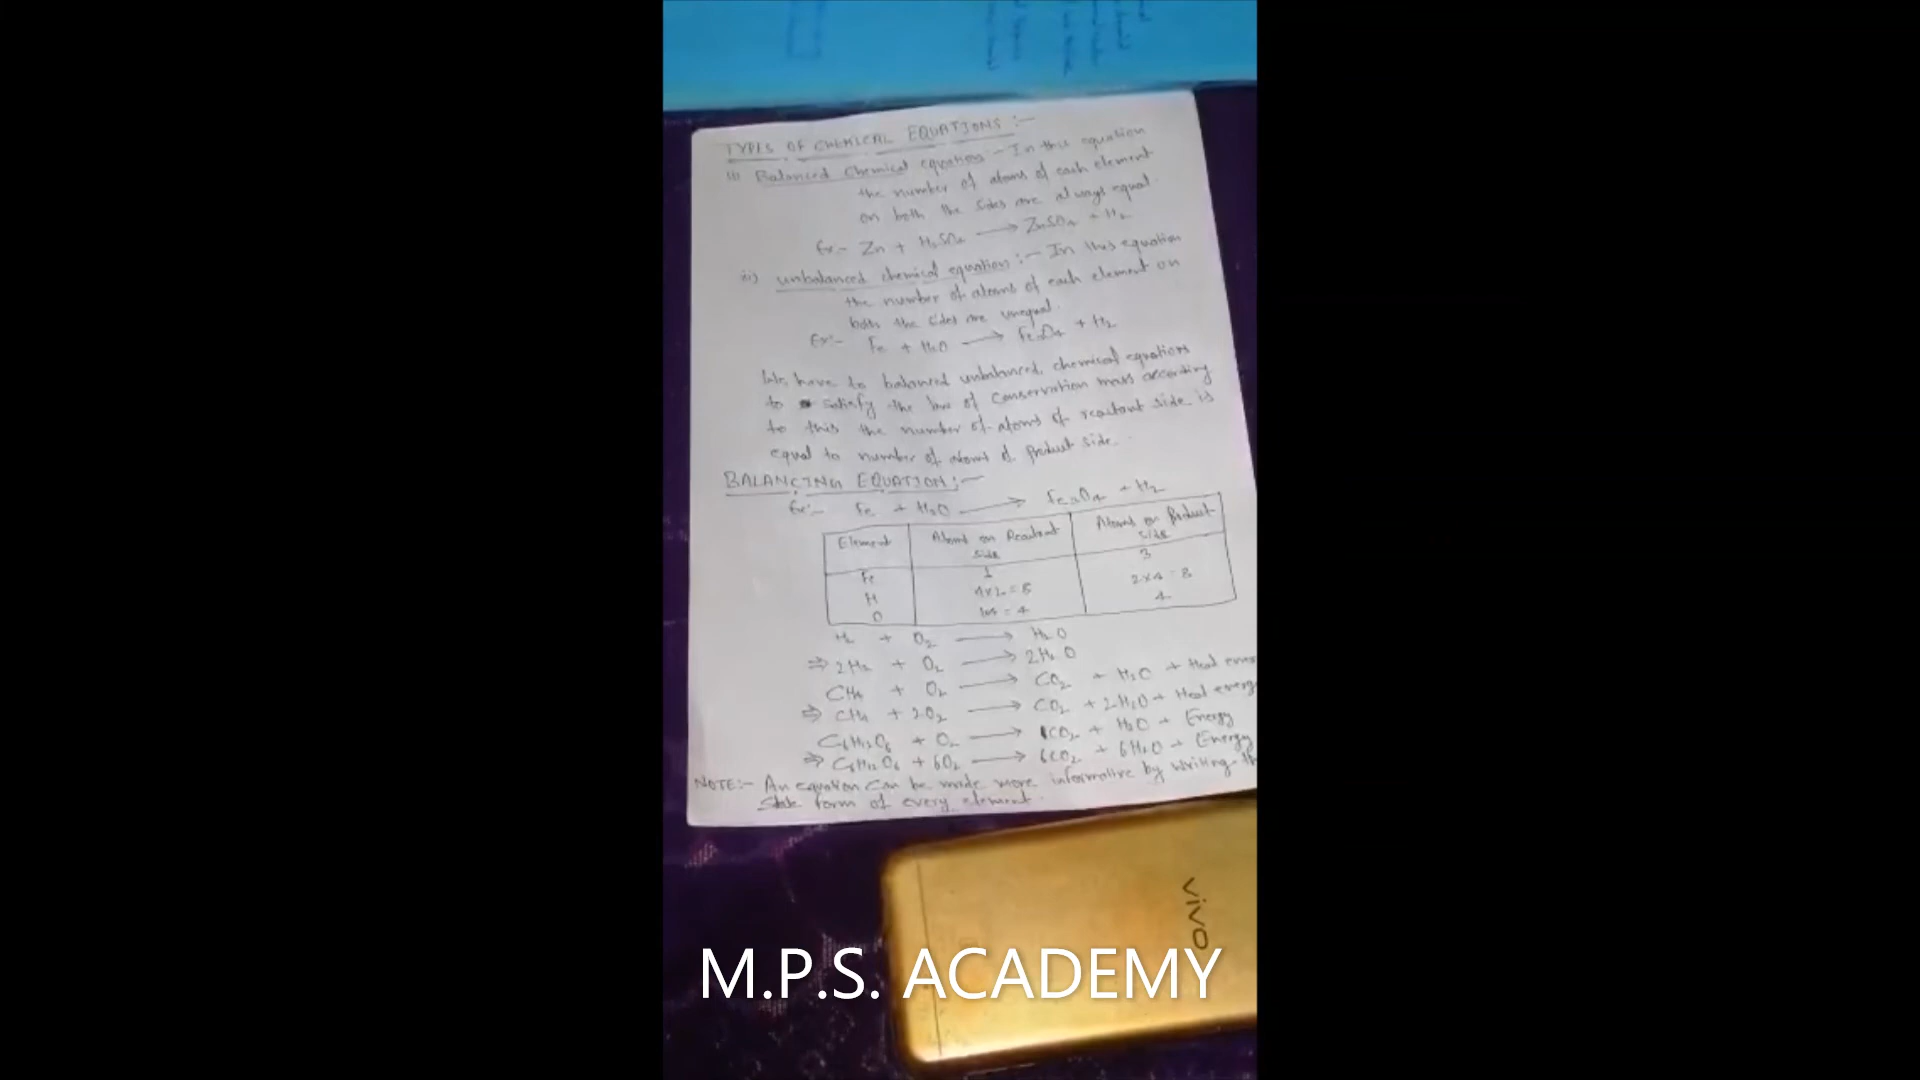 TYPES OF CHEMICAL EQUATIONS :-
(i) Balanced Chemical equation :- In this equation
the number of atoms of each element
on both the sides are always equal.
Ex:- Zn + H₂SO₄ → ZnSO₄ + H₂
ii) unbalanced chemical equation :- In this equation
the number of atoms of each element on
both the sides are unequal.
Ex:- Fe + H₂O → Fe₃O₄ + H₂
We have to balanced unbalanced chemical equations
to satisfy the law of conservation mass according
to this the number of atoms of reactant side is
equal to number of atoms of product side.
BALANCING EQUATION :-
Ex:- Fe + H₂O → Fe₃O₄ + H₂
Element Atoms on Reactant side Atoms on Product side
Fe 1 3
H 4x2=8 2x4=8
O = 4 4
H₂ + O₂ → H₂O
⇒ 2H₂ + O₂ → 2H₂O
CH₄ + O₂ → CO₂ + H₂O + Heat ener
⇒ CH₄ + 2O₂ → CO₂ + 2H₂O + Heat energy
C₆H₁₂O₆ + O₂ → CO₂ + H₂O + Energy
⇒ C₆H₁₂O₆ + 6O₂ → 6CO₂ + 6H₂O + Energy
NOTE:- An equation can be made more informative by writing th
state form of every element.
vivo
M.P.S. ACADEMY